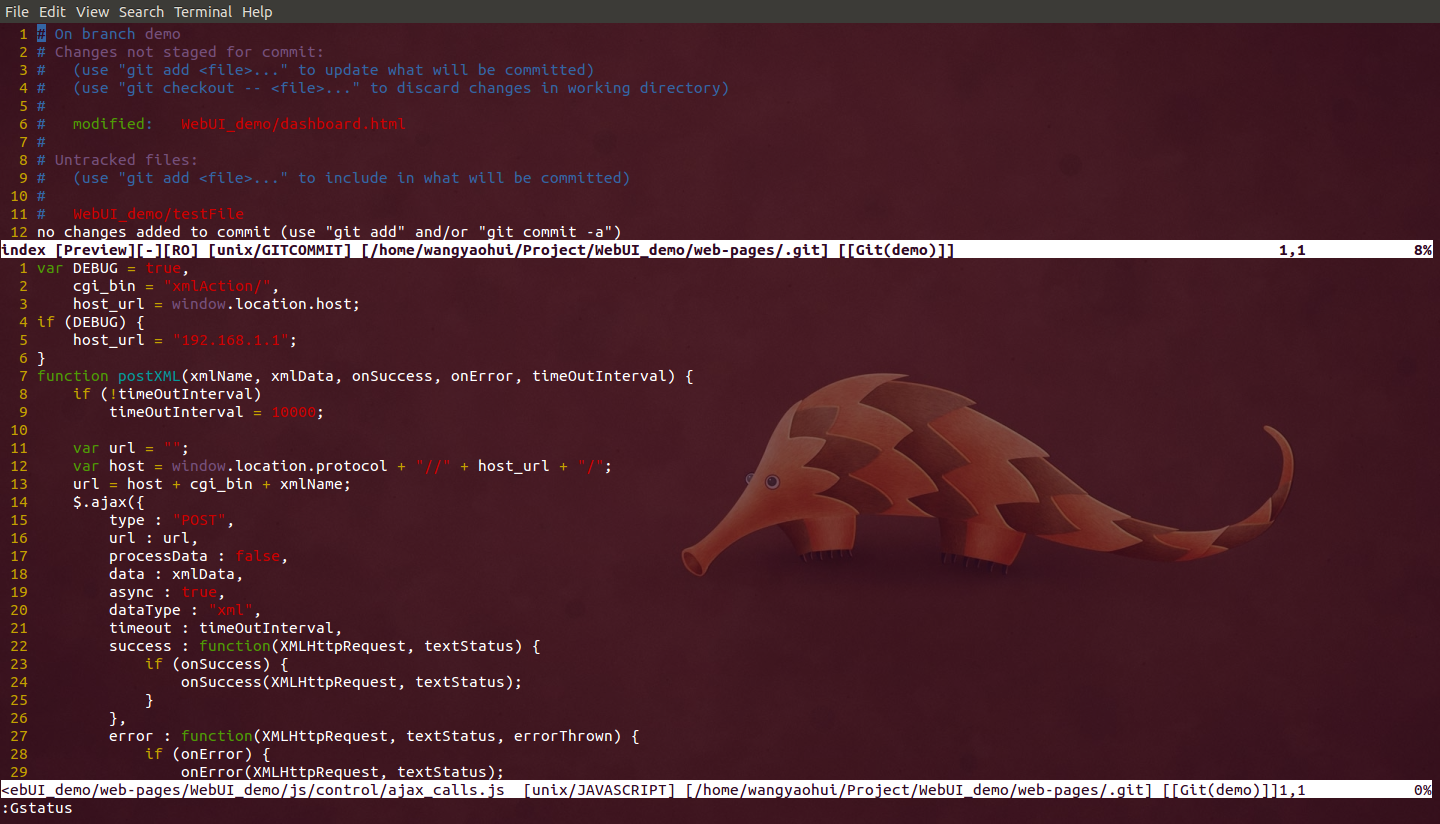 File Edit View Search Terminal Help
1 # On branch demo
2 # Changes not staged for commit:
3 #   (use "git add <file>..." to update what will be committed)
4 #   (use "git checkout -- <file>..." to discard changes in working directory)
5 #
6 #   modified:   WebUI_demo/dashboard.html
7 #
8 # Untracked files:
9 #   (use "git add <file>..." to include in what will be committed)
10 #
11 #   WebUI_demo/testFile
12 no changes added to commit (use "git add" and/or "git commit -a")
index [Preview][-][RO] [unix/GITCOMMIT] [/home/wangyaohui/Project/WebUI_demo/web-pages/.git] [[Git(demo)]] 1,1 8%
1 var DEBUG = true,
2     cgi_bin = "xmlAction/",
3     host_url = window.location.host;
4 if (DEBUG) {
5     host_url = "192.168.1.1";
6 }
7 function postXML(xmlName, xmlData, onSuccess, onError, timeOutInterval) {
8     if (!timeOutInterval)
9         timeOutInterval = 10000;
10
11     var url = "";
12     var host = window.location.protocol + "//" + host_url + "/";
13     url = host + cgi_bin + xmlName;
14     $.ajax({
15         type : "POST",
16         url : url,
17         processData : false,
18         data : xmlData,
19         async : true,
20         dataType : "xml",
21         timeout : timeOutInterval,
22         success : function(XMLHttpRequest, textStatus) {
23             if (onSuccess) {
24                 onSuccess(XMLHttpRequest, textStatus);
25             }
26         },
27         error : function(XMLHttpRequest, textStatus, errorThrown) {
28             if (onError) {
29                 onError(XMLHttpRequest, textStatus);
<ebUI_demo/web-pages/WebUI_demo/js/control/ajax_calls.js  [unix/JAVASCRIPT] [/home/wangyaohui/Project/WebUI_demo/web-pages/.git] [[Git(demo)]]1,1 0%
:Gstatus